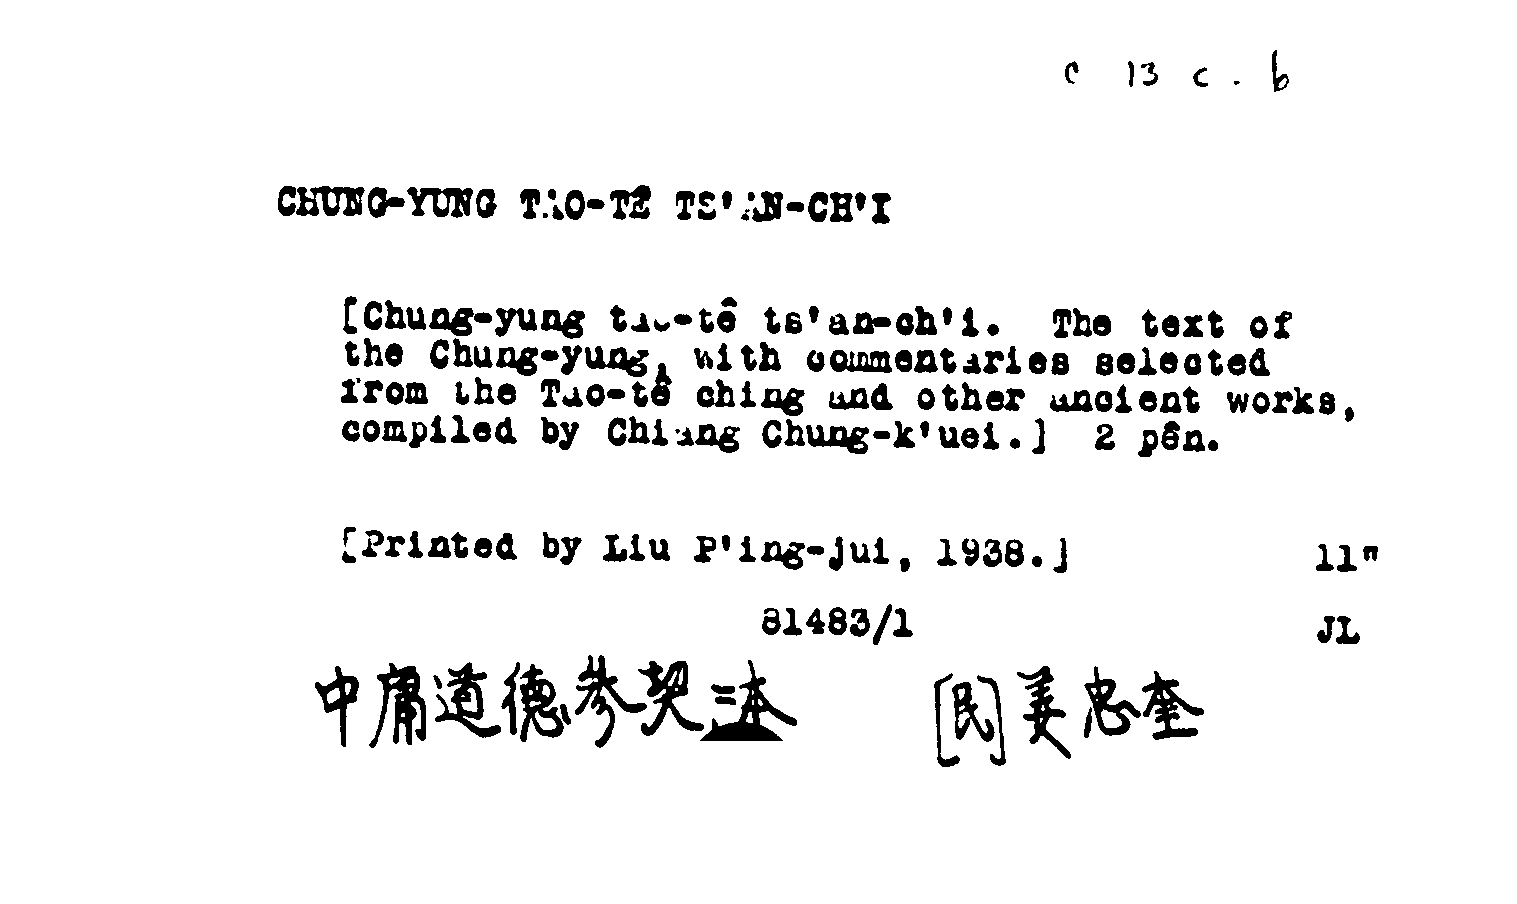 c 13 c . 6
CHUNG-YUNG TAO-TÊ TS'AN-CH'I
[Chung-yung tao-tê ts'an-ch'i. The text of
the Chung-yung, with commentaries selected
from the Tao-tê ching and other ancient works,
compiled by Chiang Chung-k'uei.] 2 pên.
[Printed by Liu P'ing-jui, 1938.] 11"
81483/1 JL
中庸道德參契二本 [民]姜忠奎